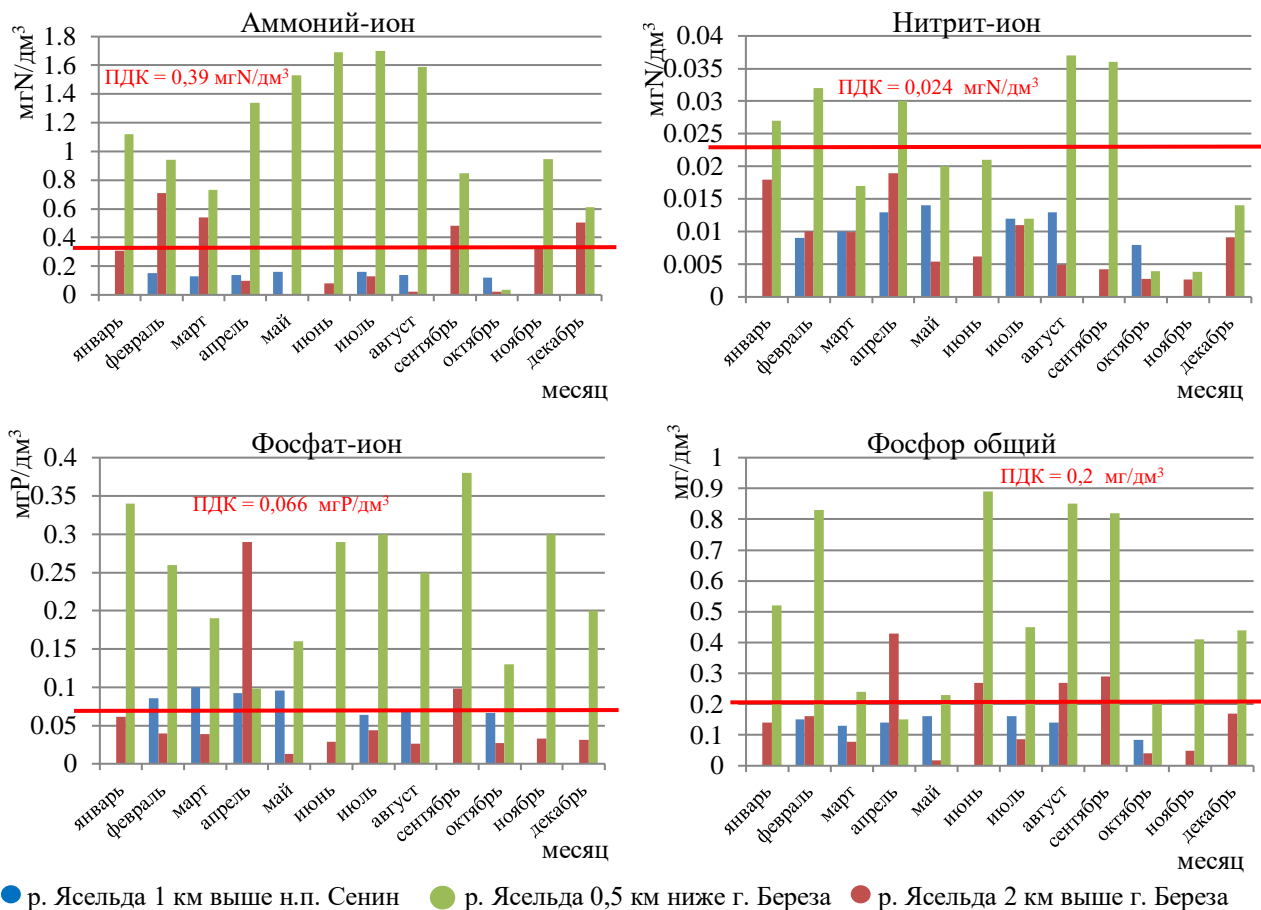 Аммоний-ион
мгN/дм³
ПДК = 0,39 мгN/дм³
1.8
1.6
1.4
1.2
1
0.8
0.6
0.4
0.2
0
январь
февраль
март
апрель
май
июнь
июль
август
сентябрь
октябрь
ноябрь
декабрь
месяц
Нитрит-ион
мгN/дм³
ПДК = 0,024 мгN/дм³
0.04
0.035
0.03
0.025
0.02
0.015
0.01
0.005
0
январь
февраль
март
апрель
май
июнь
июль
август
сентябрь
октябрь
ноябрь
декабрь
месяц
Фосфат-ион
мгP/дм³
ПДК = 0,066 мгP/дм³
0.4
0.35
0.3
0.25
0.2
0.15
0.1
0.05
0
январь
февраль
март
апрель
май
июнь
июль
август
сентябрь
октябрь
ноябрь
декабрь
месяц
Фосфор общий
мг/дм³
ПДК = 0,2 мг/дм³
1
0.9
0.8
0.7
0.6
0.5
0.4
0.3
0.2
0.1
0
январь
февраль
март
апрель
май
июнь
июль
август
сентябрь
октябрь
ноябрь
декабрь
месяц
р. Ясельда 1 км выше н.п. Сенин
р. Ясельда 0,5 км ниже г. Береза
р. Ясельда 2 км выше г. Береза